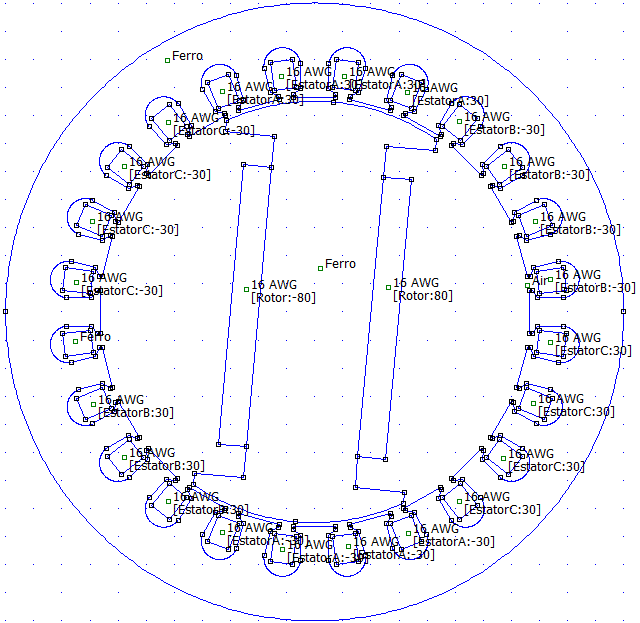 Ferro
16 AWG
[EstatorA:30]
16 AWG
[EstatorA:30]
16 AWG
[EstatorA:30]
16 AWG
[EstatorA:30]
16 AWG
[EstatorC:-30]
16 AWG
[EstatorB:-30]
16 AWG
[EstatorC:-30]
16 AWG
[EstatorB:-30]
16 AWG
[EstatorC:-30]
16 AWG
[EstatorB:-30]
Ferro
16 AWG
[EstatorC:-30]
Air
16 AWG
[EstatorB:-30]
16 AWG
[Rotor:-80]
16 AWG
[Rotor:80]
Ferro
16 AWG
[EstatorC:30]
16 AWG
[EstatorB:30]
16 AWG
[EstatorC:30]
16 AWG
[EstatorB:30]
16 AWG
[EstatorC:30]
16 AWG
[EstatorB:30]
16 AWG
[EstatorC:30]
16 AWG
[EstatorA:-30]
16 AWG
[EstatorA:-30]
16 AWG
[EstatorA:-30]
16 AWG
[EstatorA:-30]